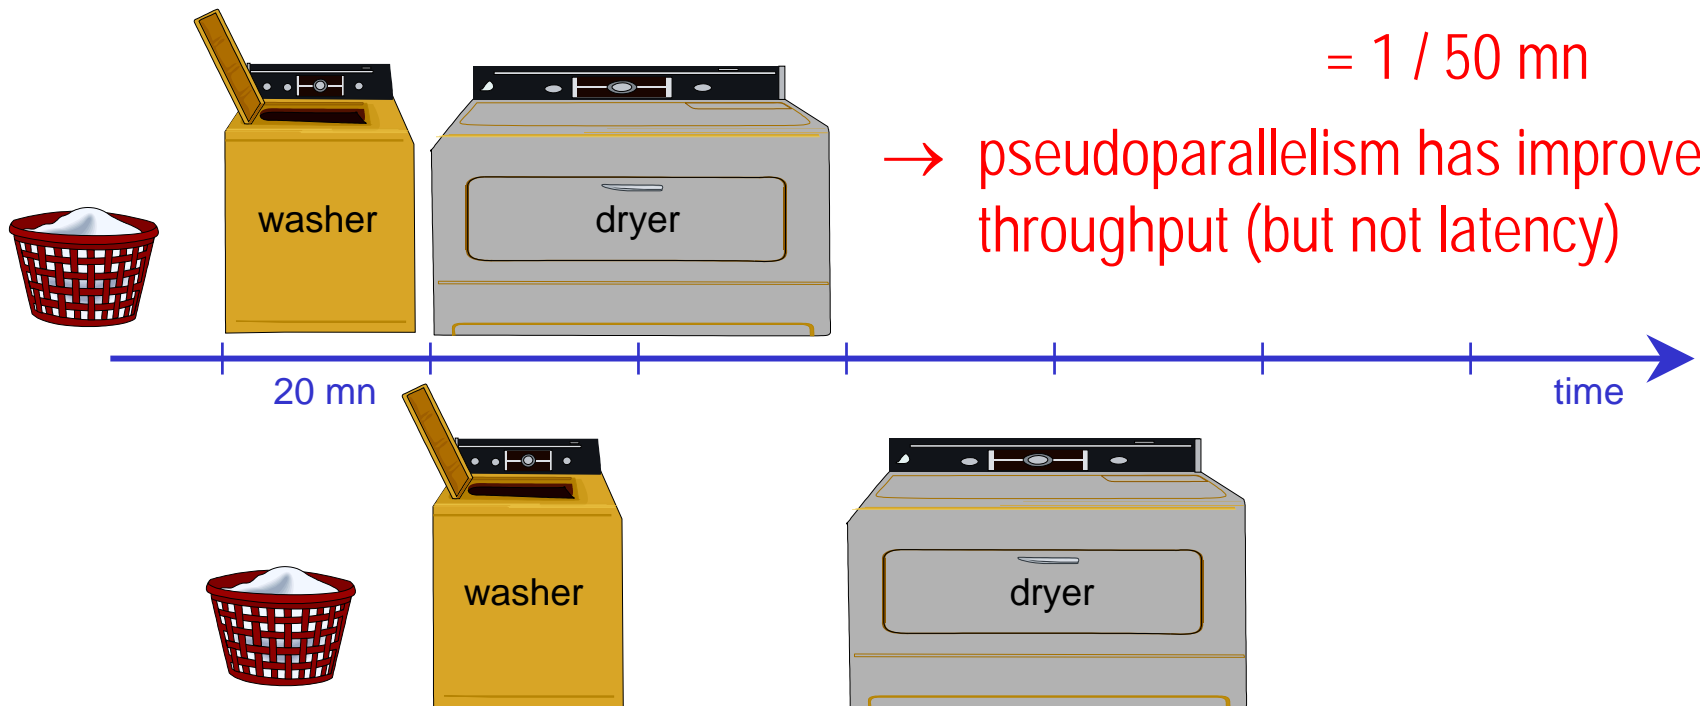 = 1 / 50 mn
→ pseudoparallelism has improve
throughput (but not latency)
washer
dryer
20 mn
time
washer
dryer